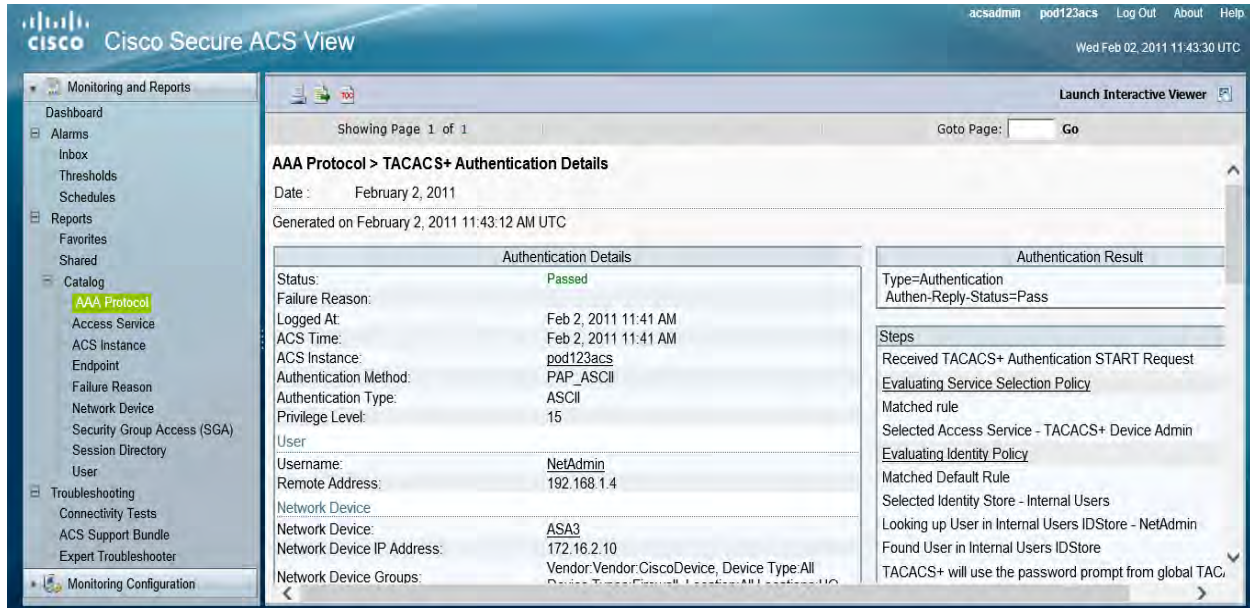 acsadmin pod123acs Log Out About Help
cisco Cisco Secure ACS View
Wed Feb 02, 2011 11:43:30 UTC
Monitoring and Reports
Dashboard
Alarms
Inbox
Thresholds
Schedules
Reports
Favorites
Shared
Catalog
AAA Protocol
Access Service
ACS Instance
Endpoint
Failure Reason
Network Device
Security Group Access (SGA)
Session Directory
User
Troubleshooting
Connectivity Tests
ACS Support Bundle
Expert Troubleshooter
Monitoring Configuration
Launch Interactive Viewer
Showing Page 1 of 1
Goto Page: Go
AAA Protocol > TACACS+ Authentication Details
Date : February 2, 2011
Generated on February 2, 2011 11:43:12 AM UTC
Authentication Details
Status: Passed
Failure Reason:
Logged At: Feb 2, 2011 11:41 AM
ACS Time: Feb 2, 2011 11:41 AM
ACS Instance: pod123acs
Authentication Method: PAP_ASCII
Authentication Type: ASCII
Privilege Level: 15
User
Username: NetAdmin
Remote Address: 192.168.1.4
Network Device
Network Device: ASA3
Network Device IP Address: 172.16.2.10
Network Device Groups: Vendor:Vendor:CiscoDevice, Device Type:All
Authentication Result
Type=Authentication
Authen-Reply-Status=Pass
Steps
Received TACACS+ Authentication START Request
Evaluating Service Selection Policy
Matched rule
Selected Access Service - TACACS+ Device Admin
Evaluating Identity Policy
Matched Default Rule
Selected Identity Store - Internal Users
Looking up User in Internal Users IDStore - NetAdmin
Found User in Internal Users IDStore
TACACS+ will use the password prompt from global TAC